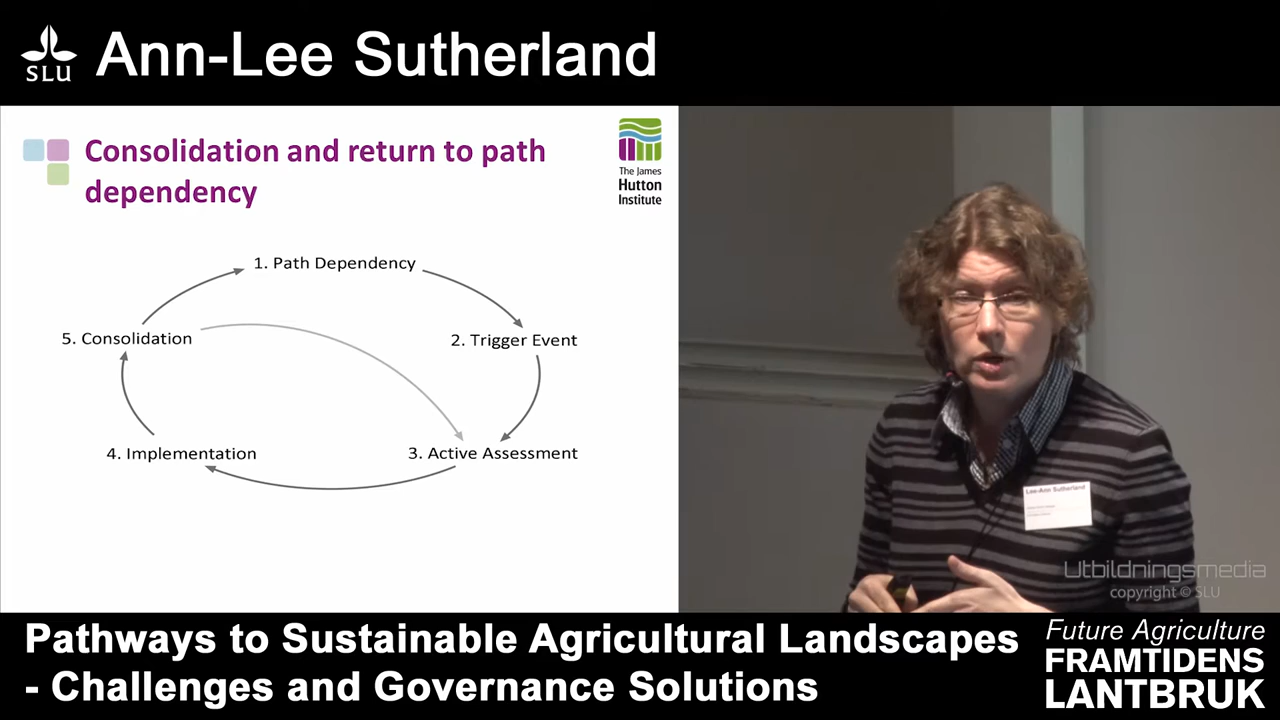 SLU
Ann-Lee Sutherland
Consolidation and return to path
dependency
The James
Hutton
Institute
1. Path Dependency
5. Consolidation
2. Trigger Event
4. Implementation
3. Active Assessment
Lee-Ann Sutherland
Utbildningsmedia
copyright © SLU
Pathways to Sustainable Agricultural Landscapes
- Challenges and Governance Solutions
Future Agriculture
FRAMTIDENS
LANTBRUK